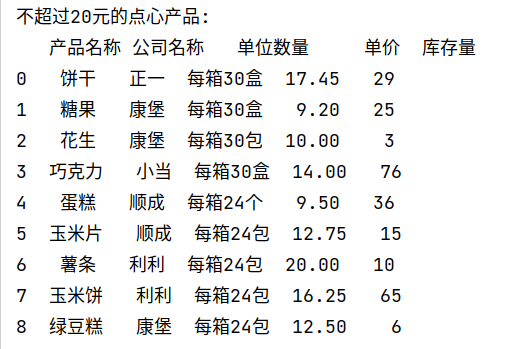 不超过20元的点心产品:
产品名称 公司名称 单位数量 单价 库存量
0 饼干 正一 每箱30盒 17.45 29
1 糖果 康堡 每箱30盒 9.20 25
2 花生 康堡 每箱30包 10.00 3
3 巧克力 小当 每箱30盒 14.00 76
4 蛋糕 顺成 每箱24个 9.50 36
5 玉米片 顺成 每箱24包 12.75 15
6 薯条 利利 每箱24包 20.00 10
7 玉米饼 利利 每箱24包 16.25 65
8 绿豆糕 康堡 每箱24包 12.50 6